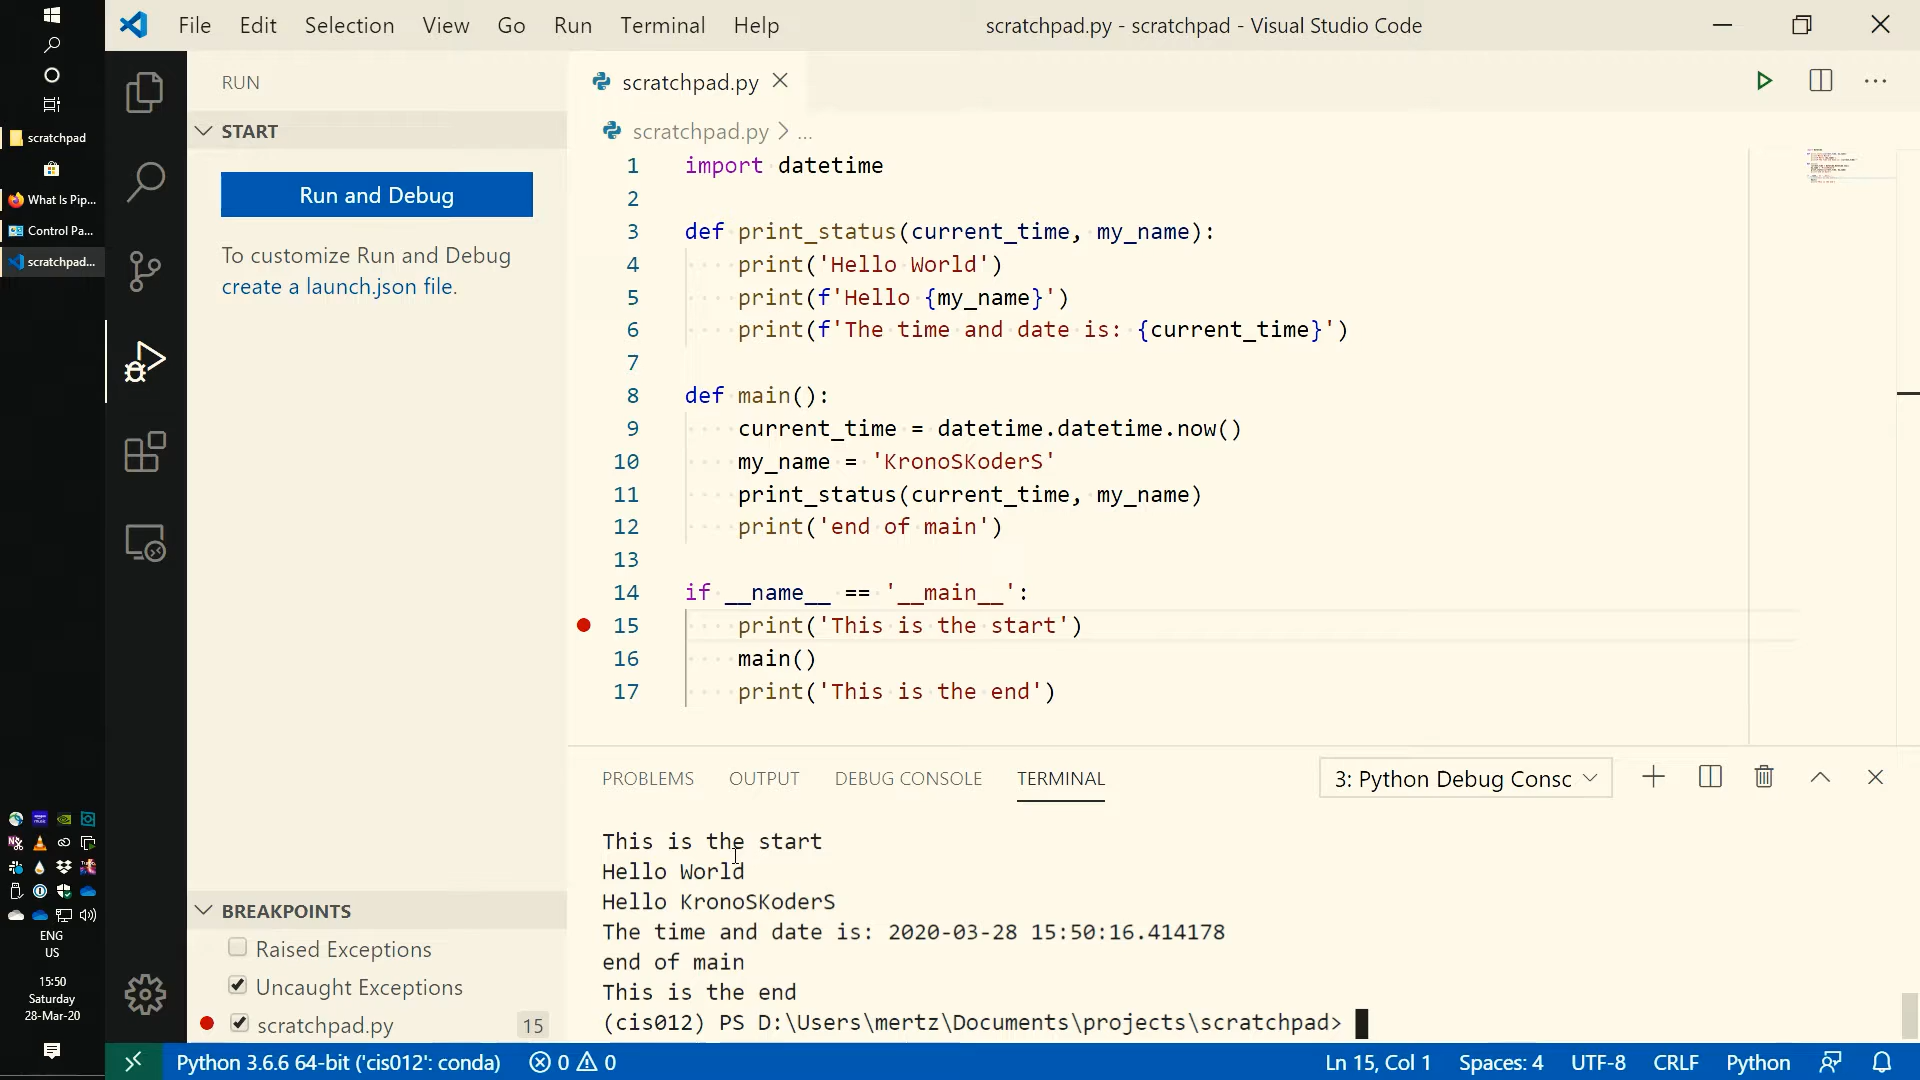 File Edit Selection View Go Run Terminal Help
scratchpad.py - scratchpad - Visual Studio Code
scratchpad
What Is Pip...
Control Pa...
scratchpad...
ENG
US
15:50
Saturday
28-Mar-20
RUN
START
Run and Debug
To customize Run and Debug
create a launch.json file.
BREAKPOINTS
Raised Exceptions
Uncaught Exceptions
scratchpad.py 15
scratchpad.py
scratchpad.py > ...
1 import datetime
2
3 def print_status(current_time, my_name):
4     print('Hello World')
5     print(f'Hello {my_name}')
6     print(f'The time and date is: {current_time}')
7
8 def main():
9     current_time = datetime.datetime.now()
10     my_name = 'KronoSKoderS'
11     print_status(current_time, my_name)
12     print('end of main')
13
14 if __name__ == '__main__':
15     print('This is the start')
16     main()
17     print('This is the end')
PROBLEMS OUTPUT DEBUG CONSOLE TERMINAL 3: Python Debug Consc
This is the start
Hello World
Hello KronoSKoderS
The time and date is: 2020-03-28 15:50:16.414178
end of main
This is the end
(cis012) PS D:\Users\mertz\Documents\projects\scratchpad>
Python 3.6.6 64-bit ('cis012': conda) 0 0 Ln 15, Col 1 Spaces: 4 UTF-8 CRLF Python